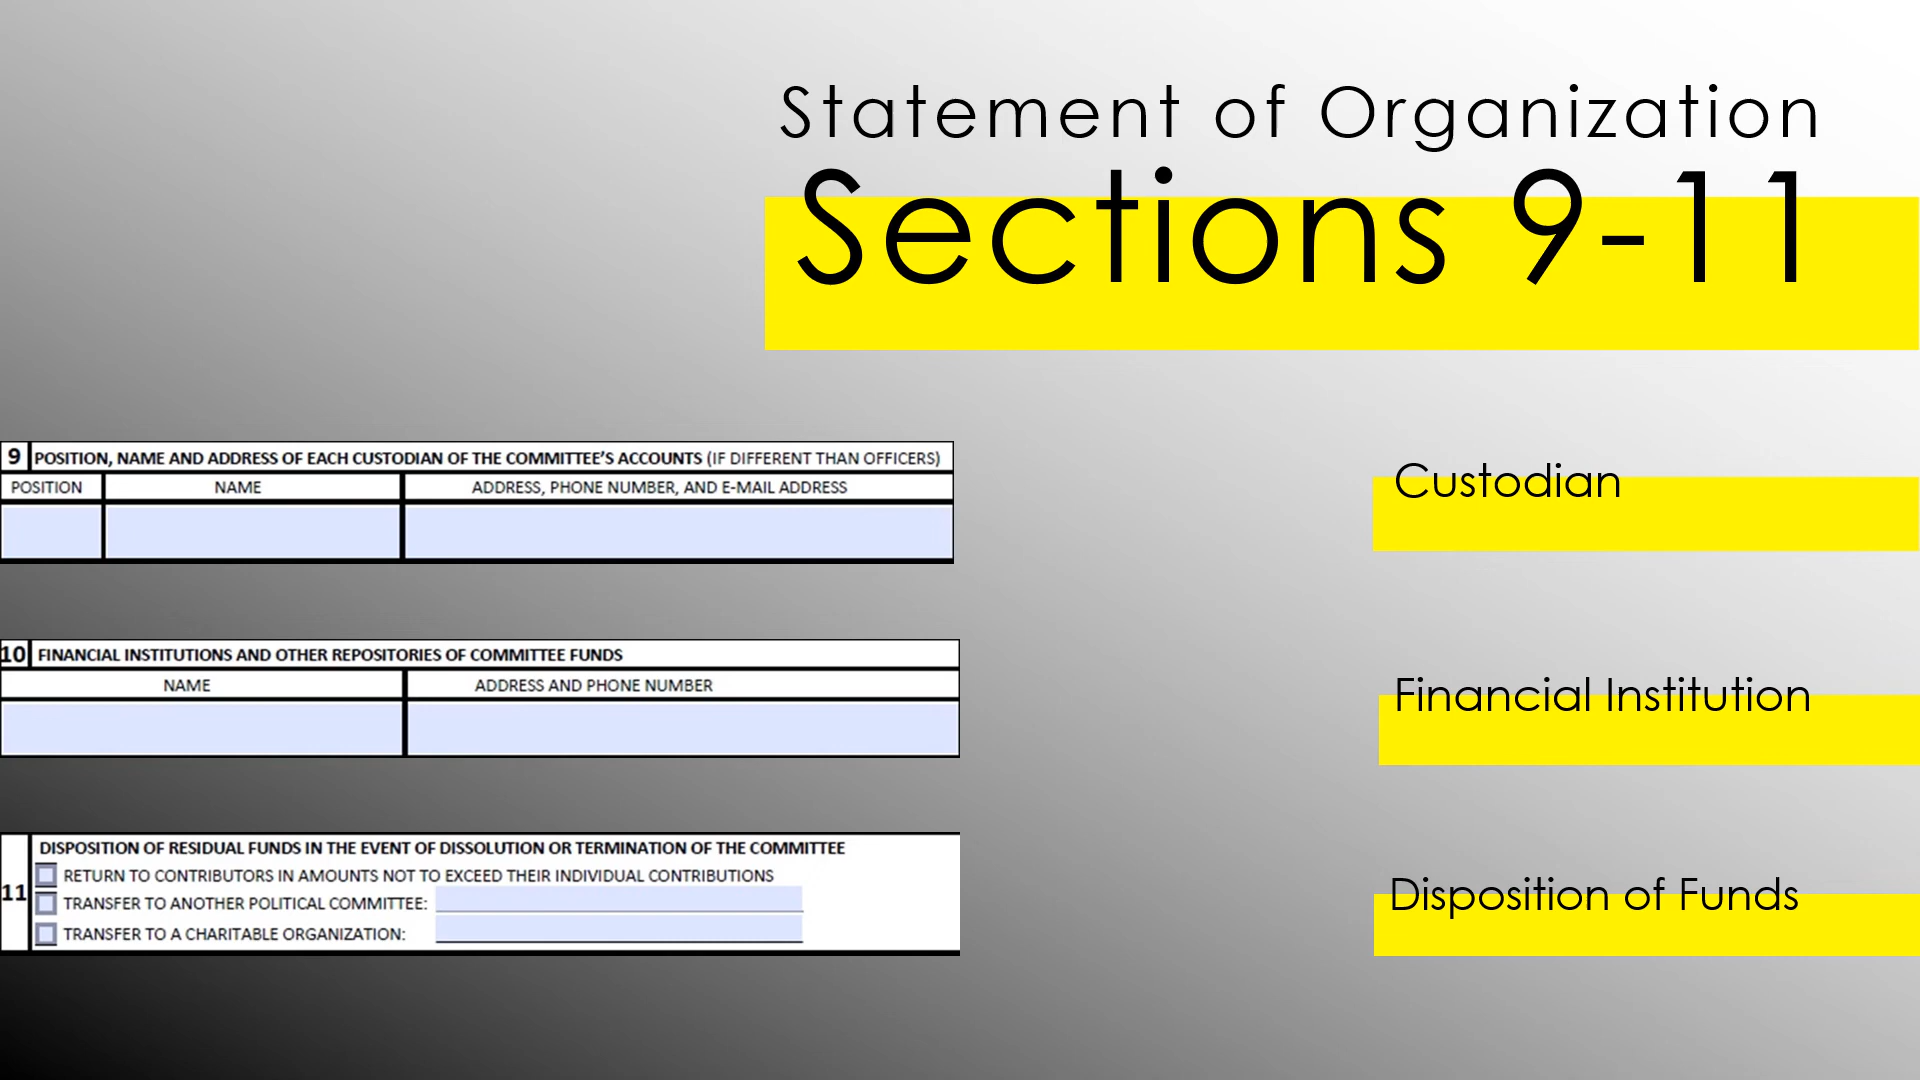 Statement of Organization
Sections 9-11
9 POSITION, NAME AND ADDRESS OF EACH CUSTODIAN OF THE COMMITTEE'S ACCOUNTS (IF DIFFERENT THAN OFFICERS)
POSITION NAME ADDRESS, PHONE NUMBER, AND E-MAIL ADDRESS
Custodian
10 FINANCIAL INSTITUTIONS AND OTHER REPOSITORIES OF COMMITTEE FUNDS
NAME ADDRESS AND PHONE NUMBER
Financial Institution
11 DISPOSITION OF RESIDUAL FUNDS IN THE EVENT OF DISSOLUTION OR TERMINATION OF THE COMMITTEE
RETURN TO CONTRIBUTORS IN AMOUNTS NOT TO EXCEED THEIR INDIVIDUAL CONTRIBUTIONS
TRANSFER TO ANOTHER POLITICAL COMMITTEE:
TRANSFER TO A CHARITABLE ORGANIZATION:
Disposition of Funds